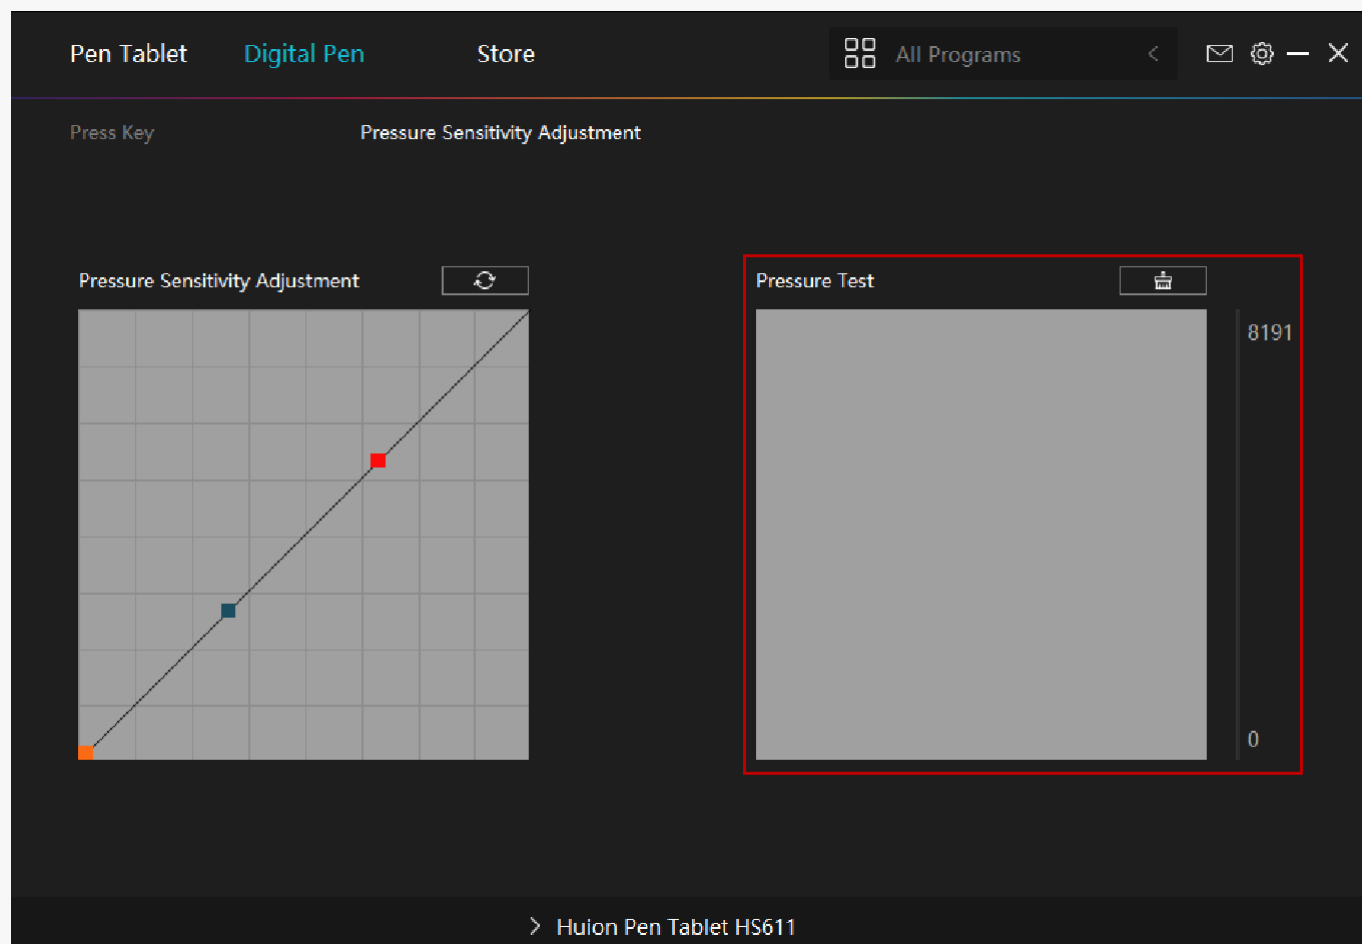 Pen Tablet Digital Pen Store All Programs
Press Key Pressure Sensitivity Adjustment
Pressure Sensitivity Adjustment
Pressure Test
8191
0
Huion Pen Tablet HS611